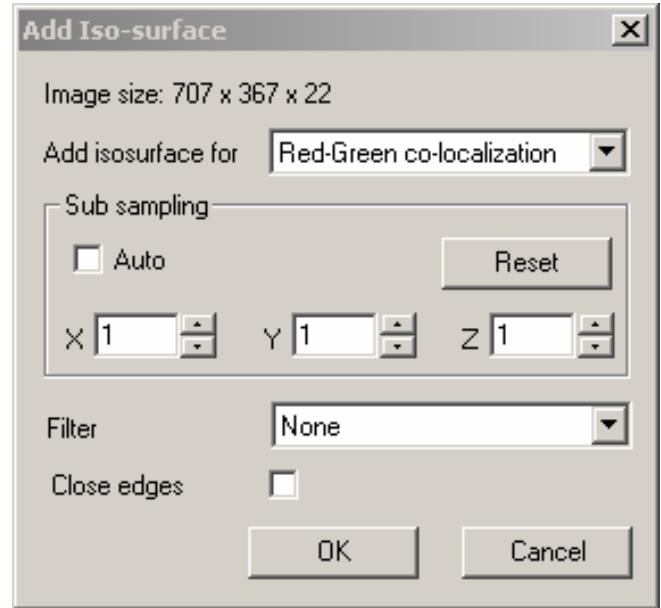 Add Iso-surface
Image size: 707 x 367 x 22
Add isosurface for Red-Green co-localization
Sub sampling
Auto Reset
X 1 Y 1 Z 1
Filter None
Close edges
OK Cancel